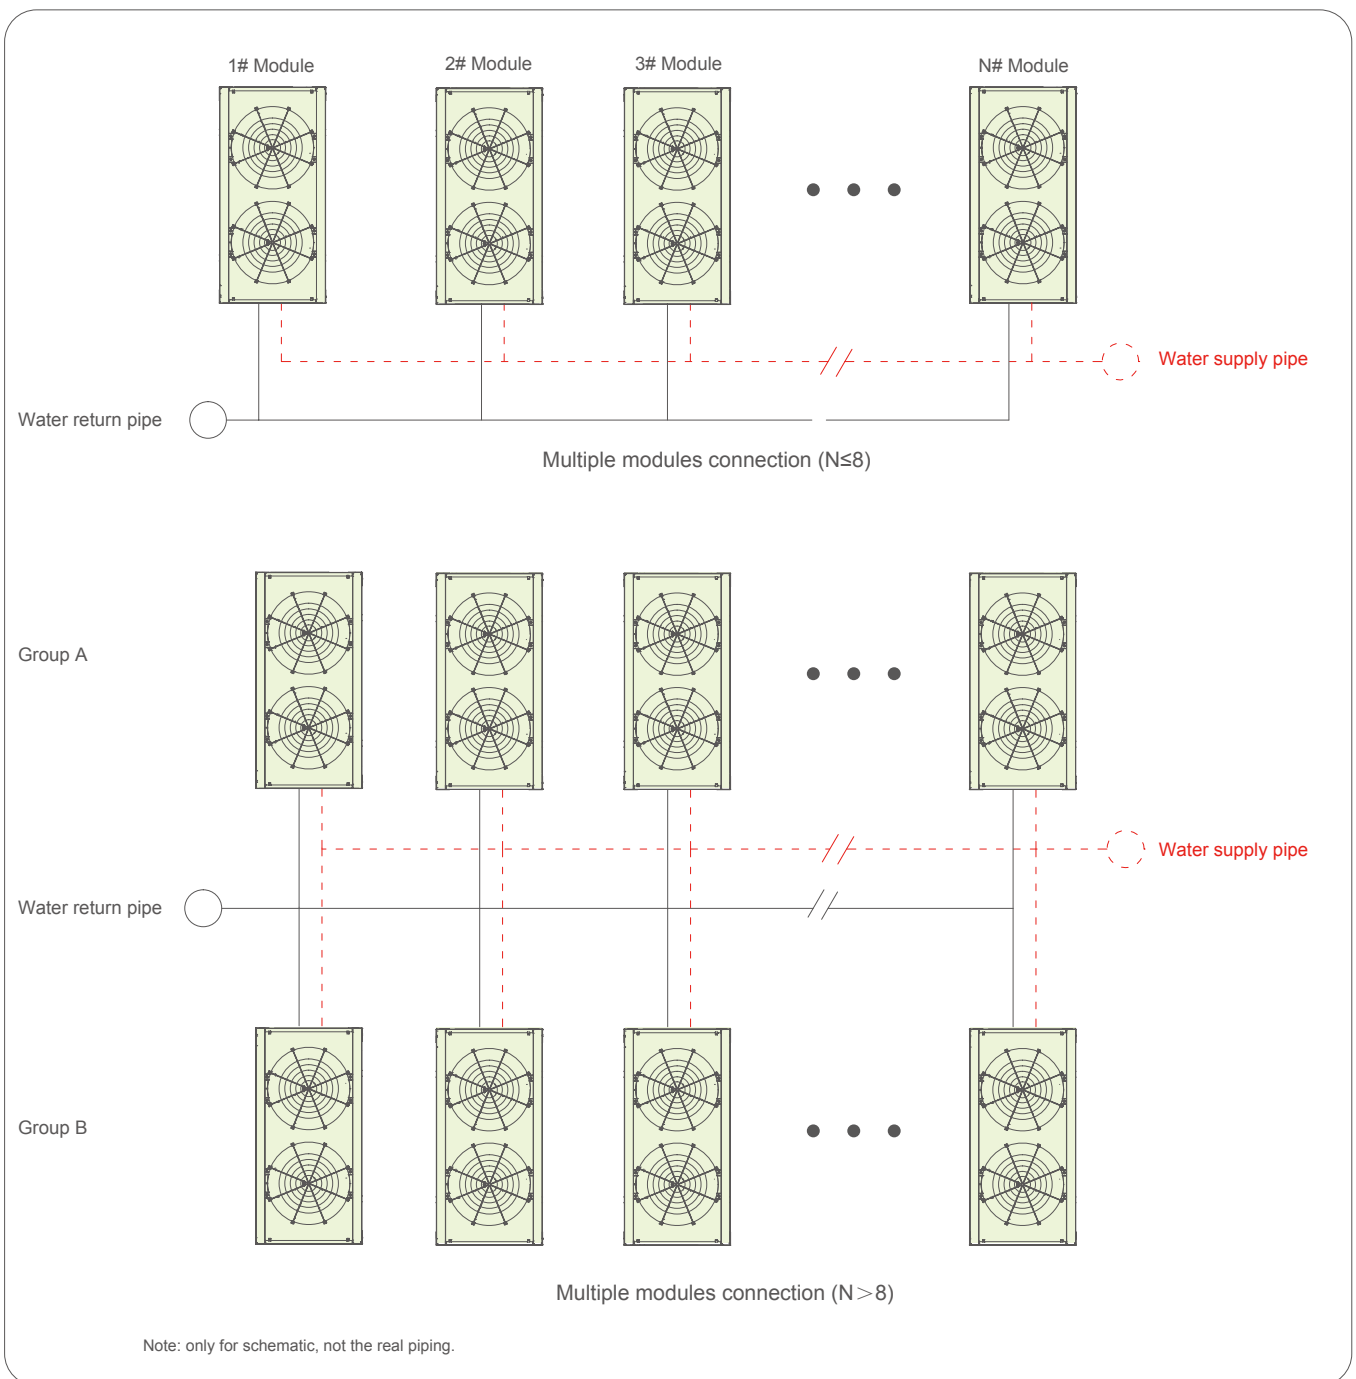 1# Module
2# Module
3# Module
N# Module
Water supply pipe
Water return pipe
Multiple modules connection (N≤8)
Group A
Water supply pipe
Water return pipe
Group B
Multiple modules connection (N＞8)
Note: only for schematic, not the real piping.